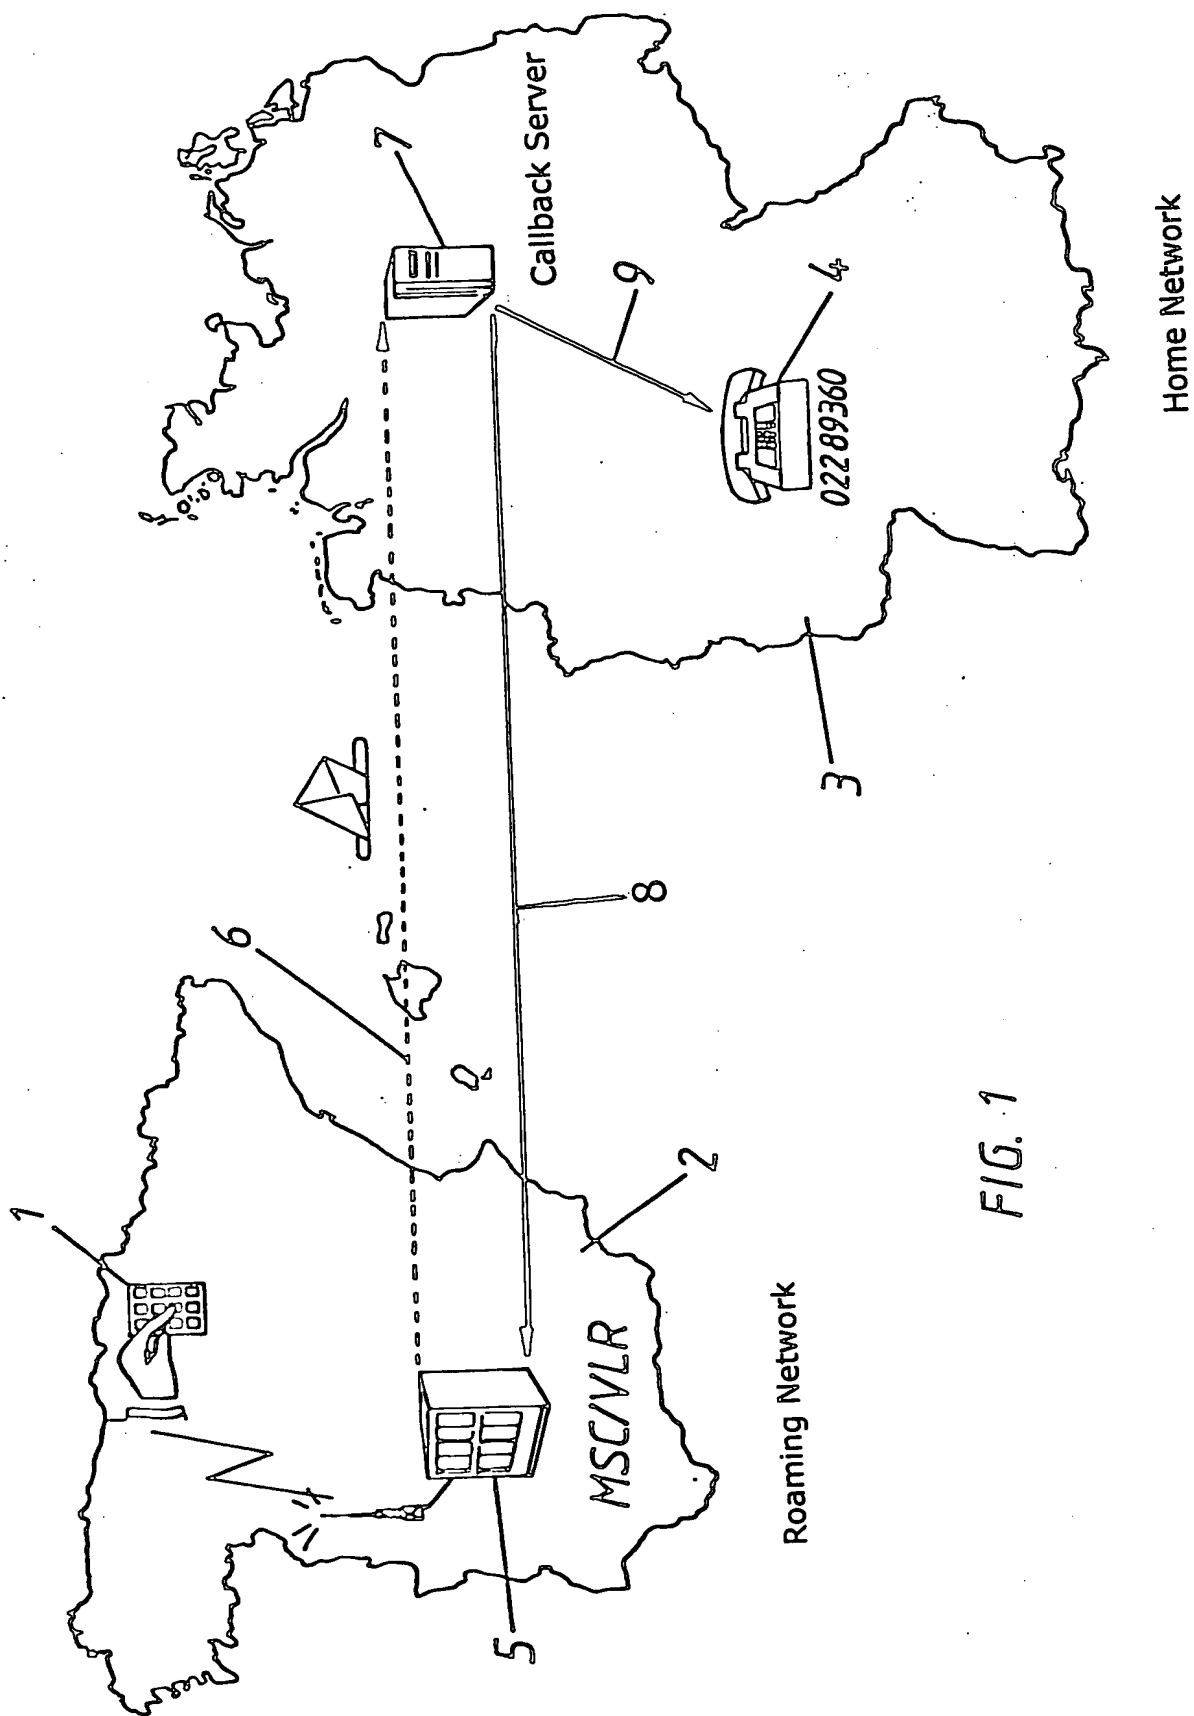 1
6
7
Callback Server
9
4
02289360
5
MSC/VLR
2
8
3
Roaming Network
Home Network
FIG. 1